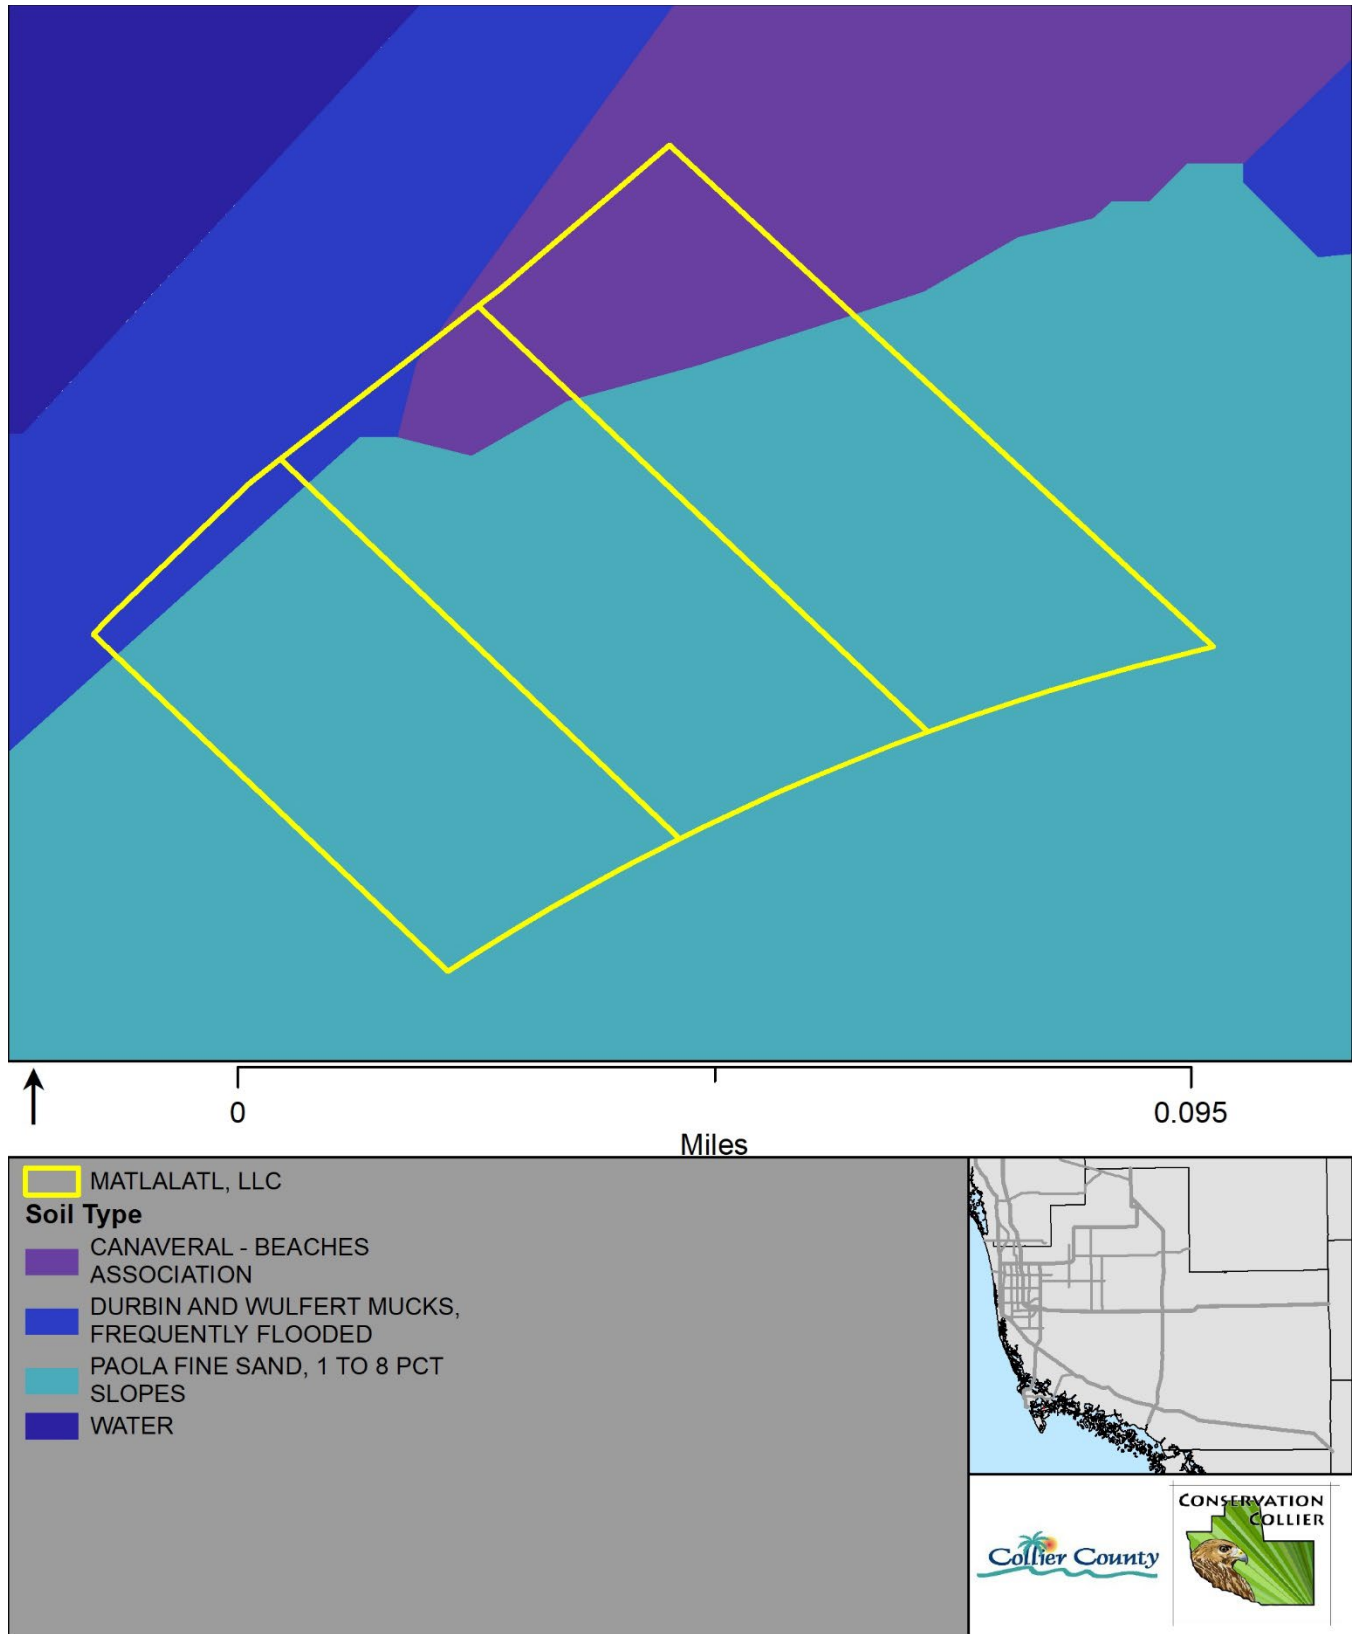 0
0.095
Miles
MATLALATL, LLC
Soil Type
CANAVERAL - BEACHES
ASSOCIATION
DURBIN AND WULFERT MUCKS,
FREQUENTLY FLOODED
PAOLA FINE SAND, 1 TO 8 PCT
SLOPES
WATER
Collier County
CONSERVATION
COLLIER